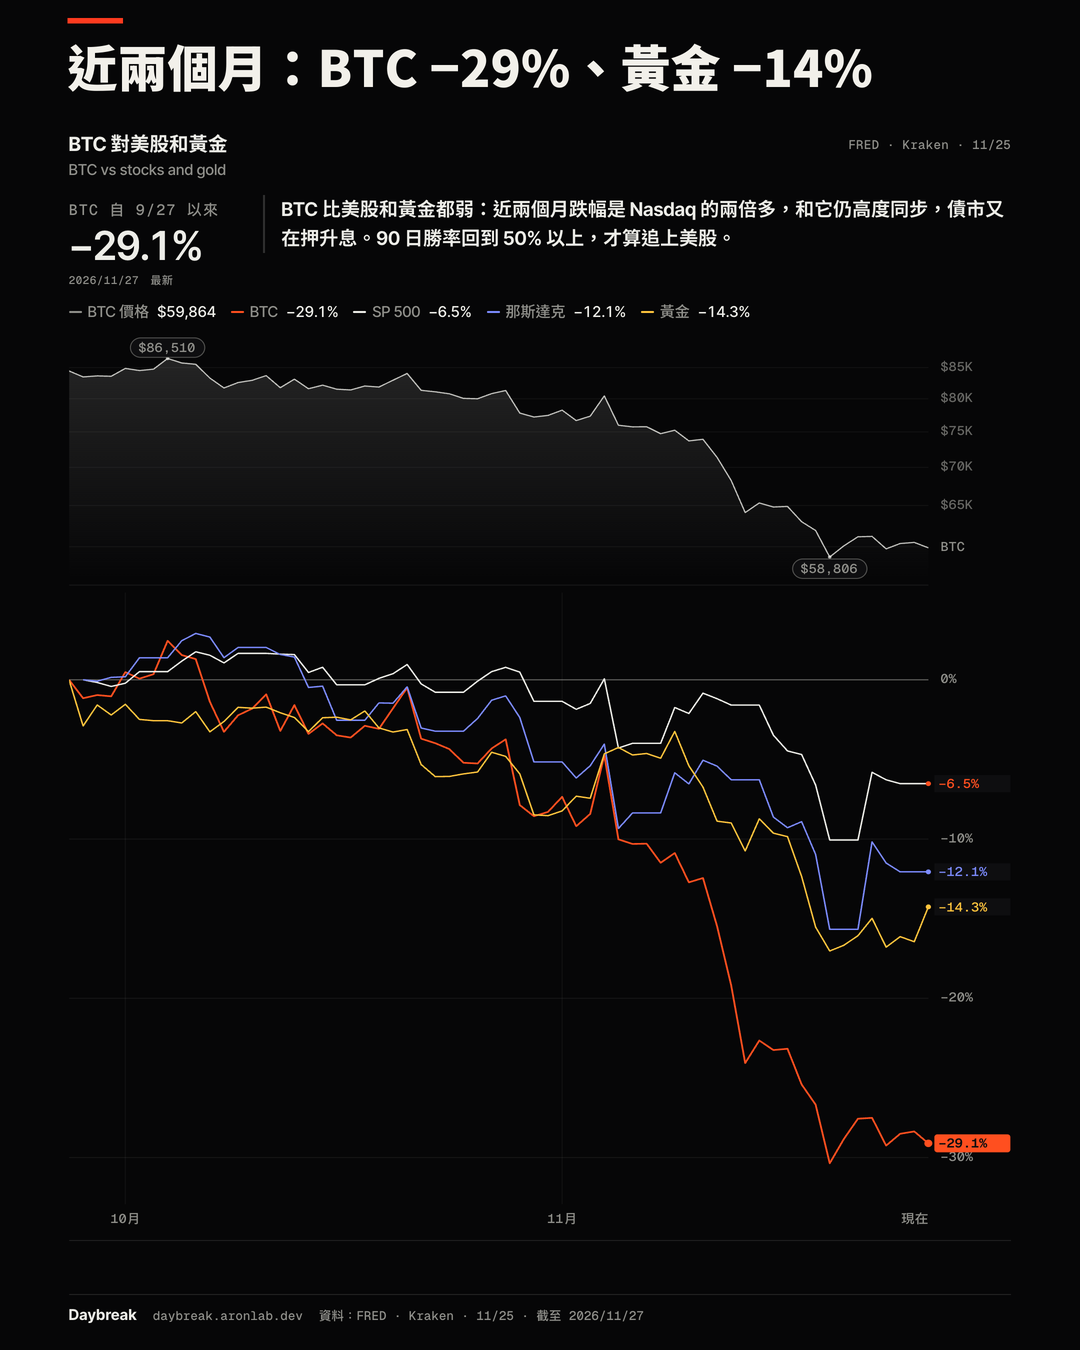 近兩個月：BTC −29%、黃金 −14%
BTC 對美股和黃金
FRED · Kraken · 11/25
BTC vs stocks and gold
BTC 自 9/27 以來
−29.1%
2026/11/27 最新
BTC 比美股和黃金都弱：近兩個月跌幅是 Nasdaq 的兩倍多，和它仍高度同步，債市又
在押升息。90 日勝率回到 50% 以上，才算追上美股。
BTC 價格 $59,864 BTC −29.1% SP 500 −6.5% 那斯達克 −12.1% 黃金 −14.3%
$86,510
$85K
$80K
$75K
$70K
$65K
BTC
$58,806
0%
−6.5%
−10%
−12.1%
−14.3%
−20%
−29.1%
−30%
10月 11月 現在
Daybreak daybreak.aronlab.dev 資料：FRED · Kraken · 11/25 · 截至 2026/11/27